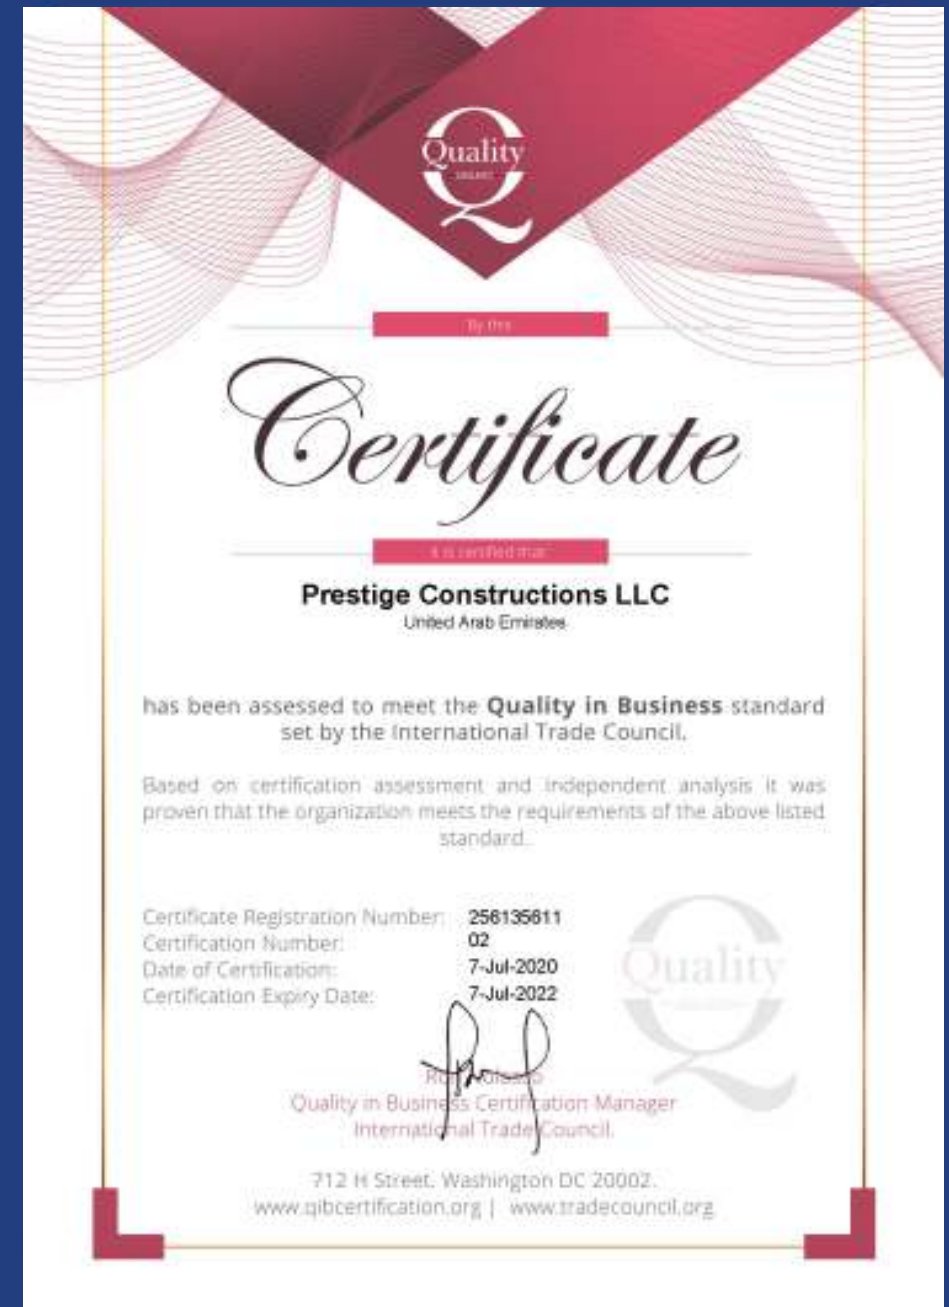 Quality
By this
Certificate
It is certified that
Prestige Constructions LLC
United Arab Emirates
has been assessed to meet the Quality in Business standard
set by the International Trade Council.
Based on certification assessment and independent analysis it was
proven that the organization meets the requirements of the above listed
standard.
Certificate Registration Number: 256135611
Certification Number: 02
Date of Certification: 7-Jul-2020
Certification Expiry Date: 7-Jul-2022
Quality
Quality in Business Certification Manager
International Trade Council.
712 H Street, Washington DC 20002.
www.qibcertification.org | www.tradecouncil.org